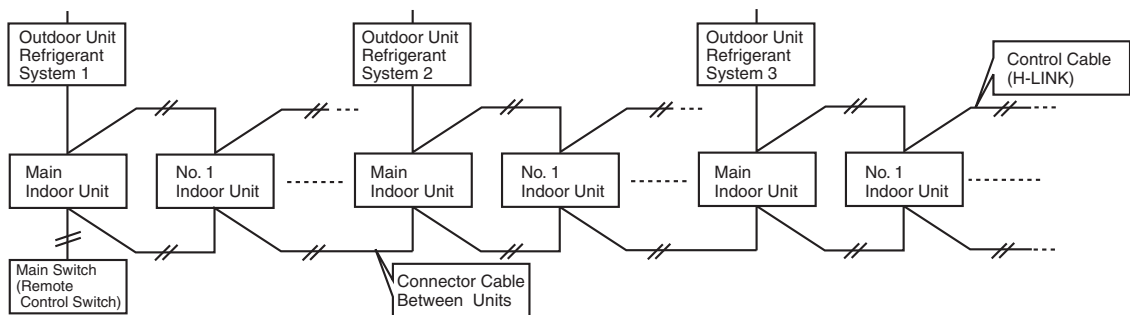 Outdoor Unit
Refrigerant
System 1
Outdoor Unit
Refrigerant
System 2
Outdoor Unit
Refrigerant
System 3
Control Cable
(H-LINK)
Main
Indoor Unit
No. 1
Indoor Unit
Main
Indoor Unit
No. 1
Indoor Unit
Main
Indoor Unit
No. 1
Indoor Unit
Main Switch
(Remote
Control Switch)
Connector Cable
Between Units